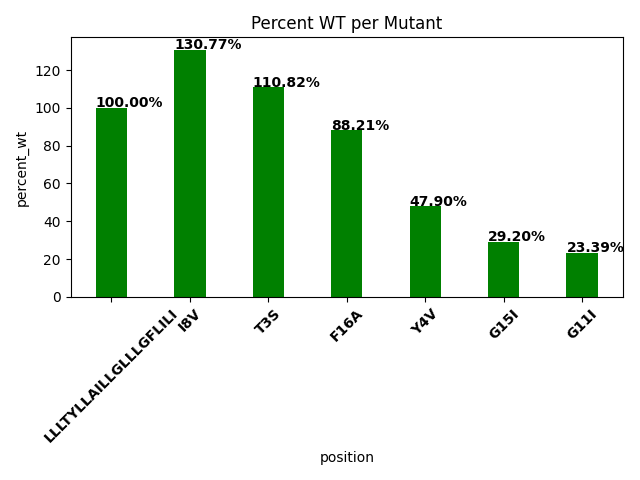 Percent WT per Mutant
percent_wt
120
100
80
60
40
20
0
100.00%
130.77%
110.82%
88.21%
47.90%
29.20%
23.39%
LLLTYLLAILLGLLLGFLILI
I8V
T3S
F16A
Y4V
G15I
G11I
position